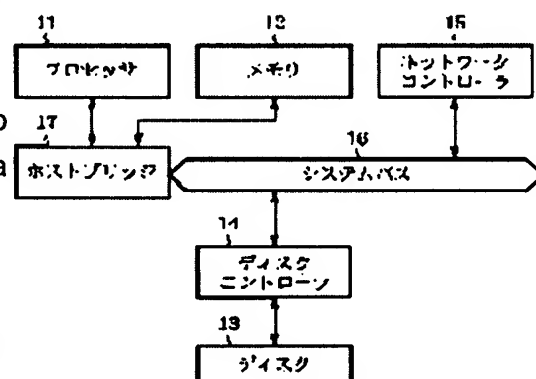 11
プロセッサ
12
メモリ
15
ネットワーク
コントローラ
17
ホストブリッジ
16
システムバス
14
ディスク
コントローラ
13
ディスク